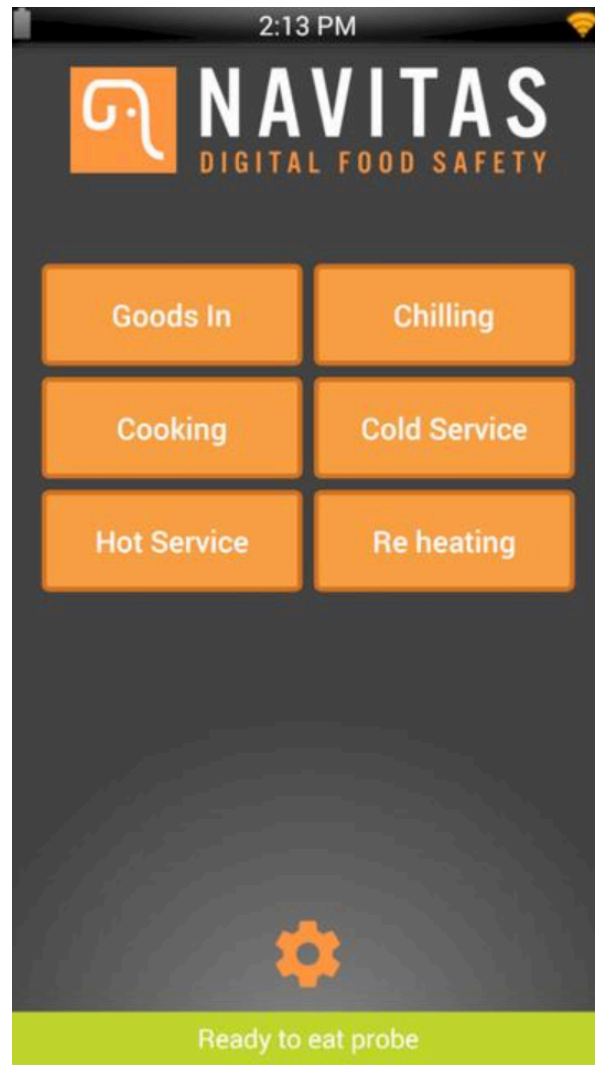 2:13 PM
NAVITAS
DIGITAL FOOD SAFETY
Goods In
Chilling
Cooking
Cold Service
Hot Service
Re heating
Ready to eat probe